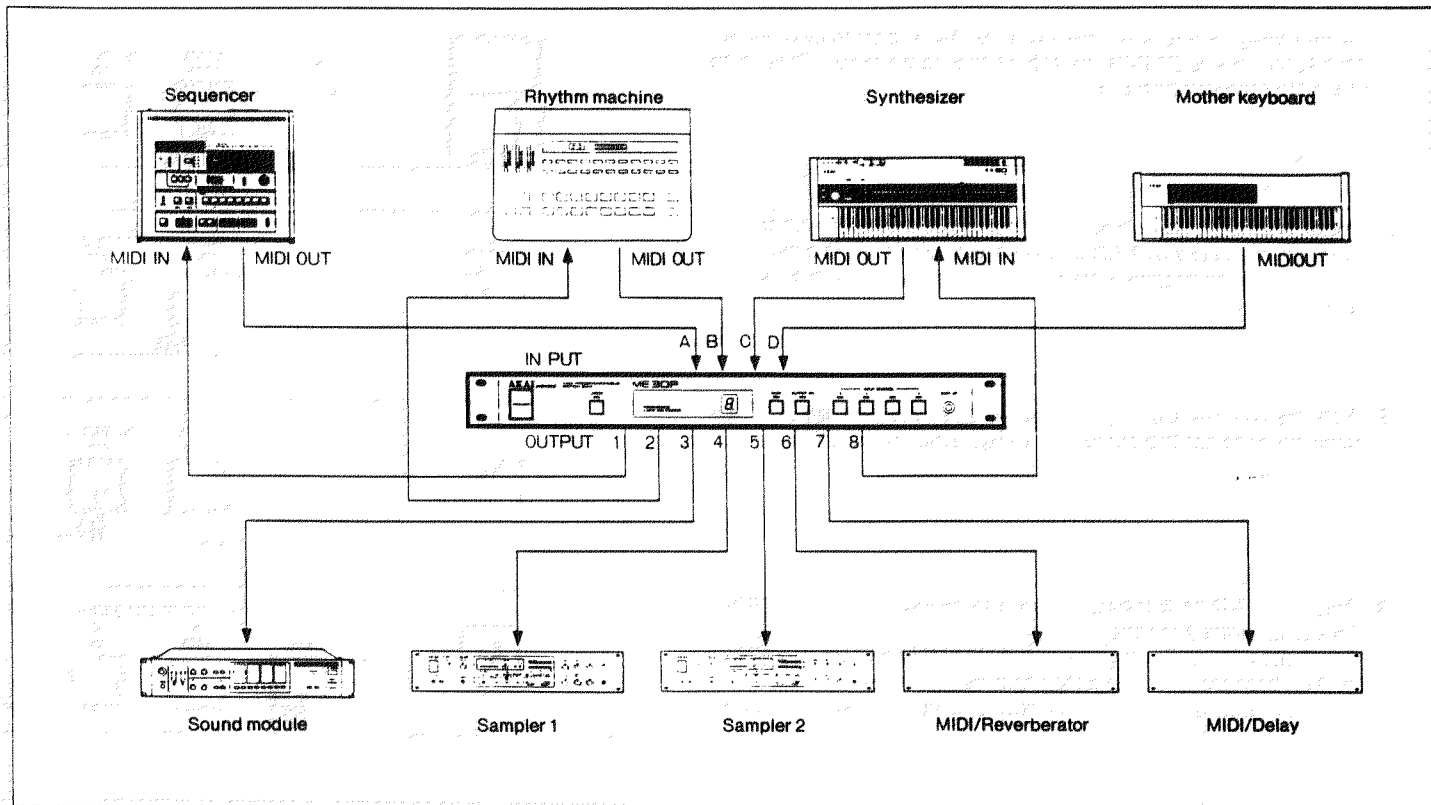 Sequencer
Rhythm machine
Synthesizer
Mother keyboard
MIDI IN
MIDI OUT
MIDI IN
MIDI OUT
MIDI OUT
MIDI IN
MIDI OUT
A B C D
IN PUT
AKAI
ME 30P
OUTPUT 1 2 3 4 5 6 7 8
Sound module
Sampler 1
Sampler 2
MIDI/Reverberator
MIDI/Delay